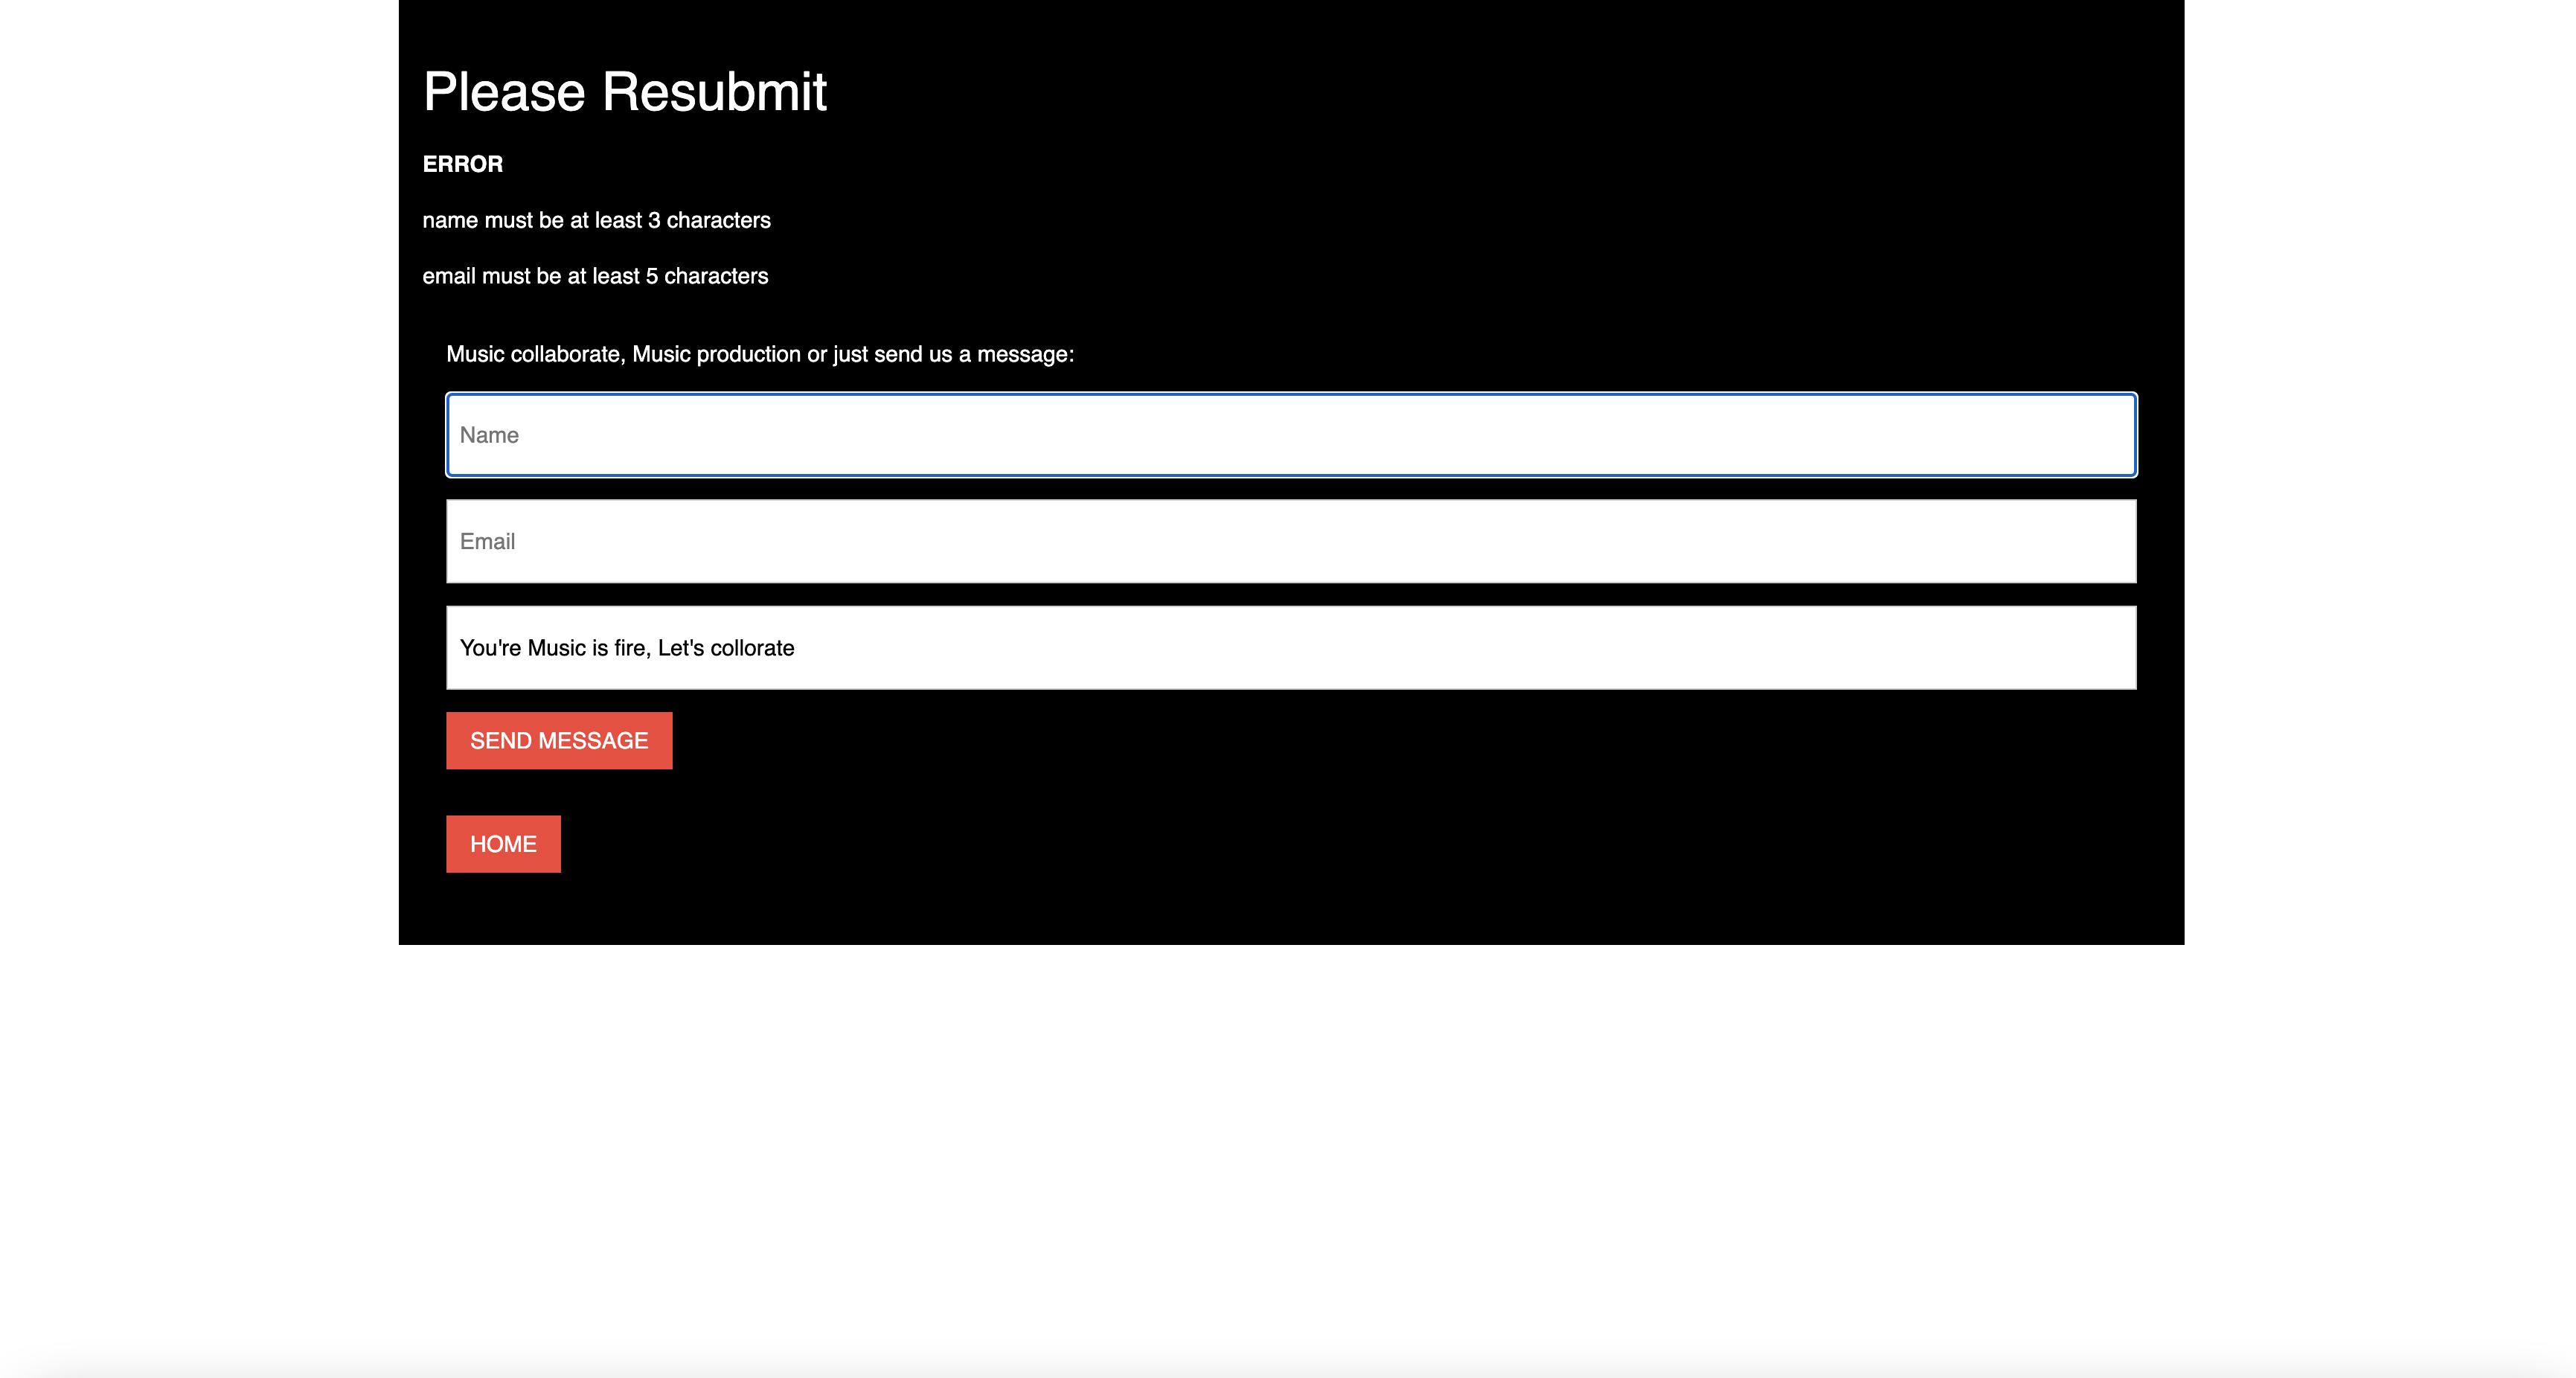 Please Resubmit
ERROR
name must be at least 3 characters
email must be at least 5 characters
Music collaborate, Music production or just send us a message:
Name
Email
You're Music is fire, Let's collorate
SEND MESSAGE
HOME